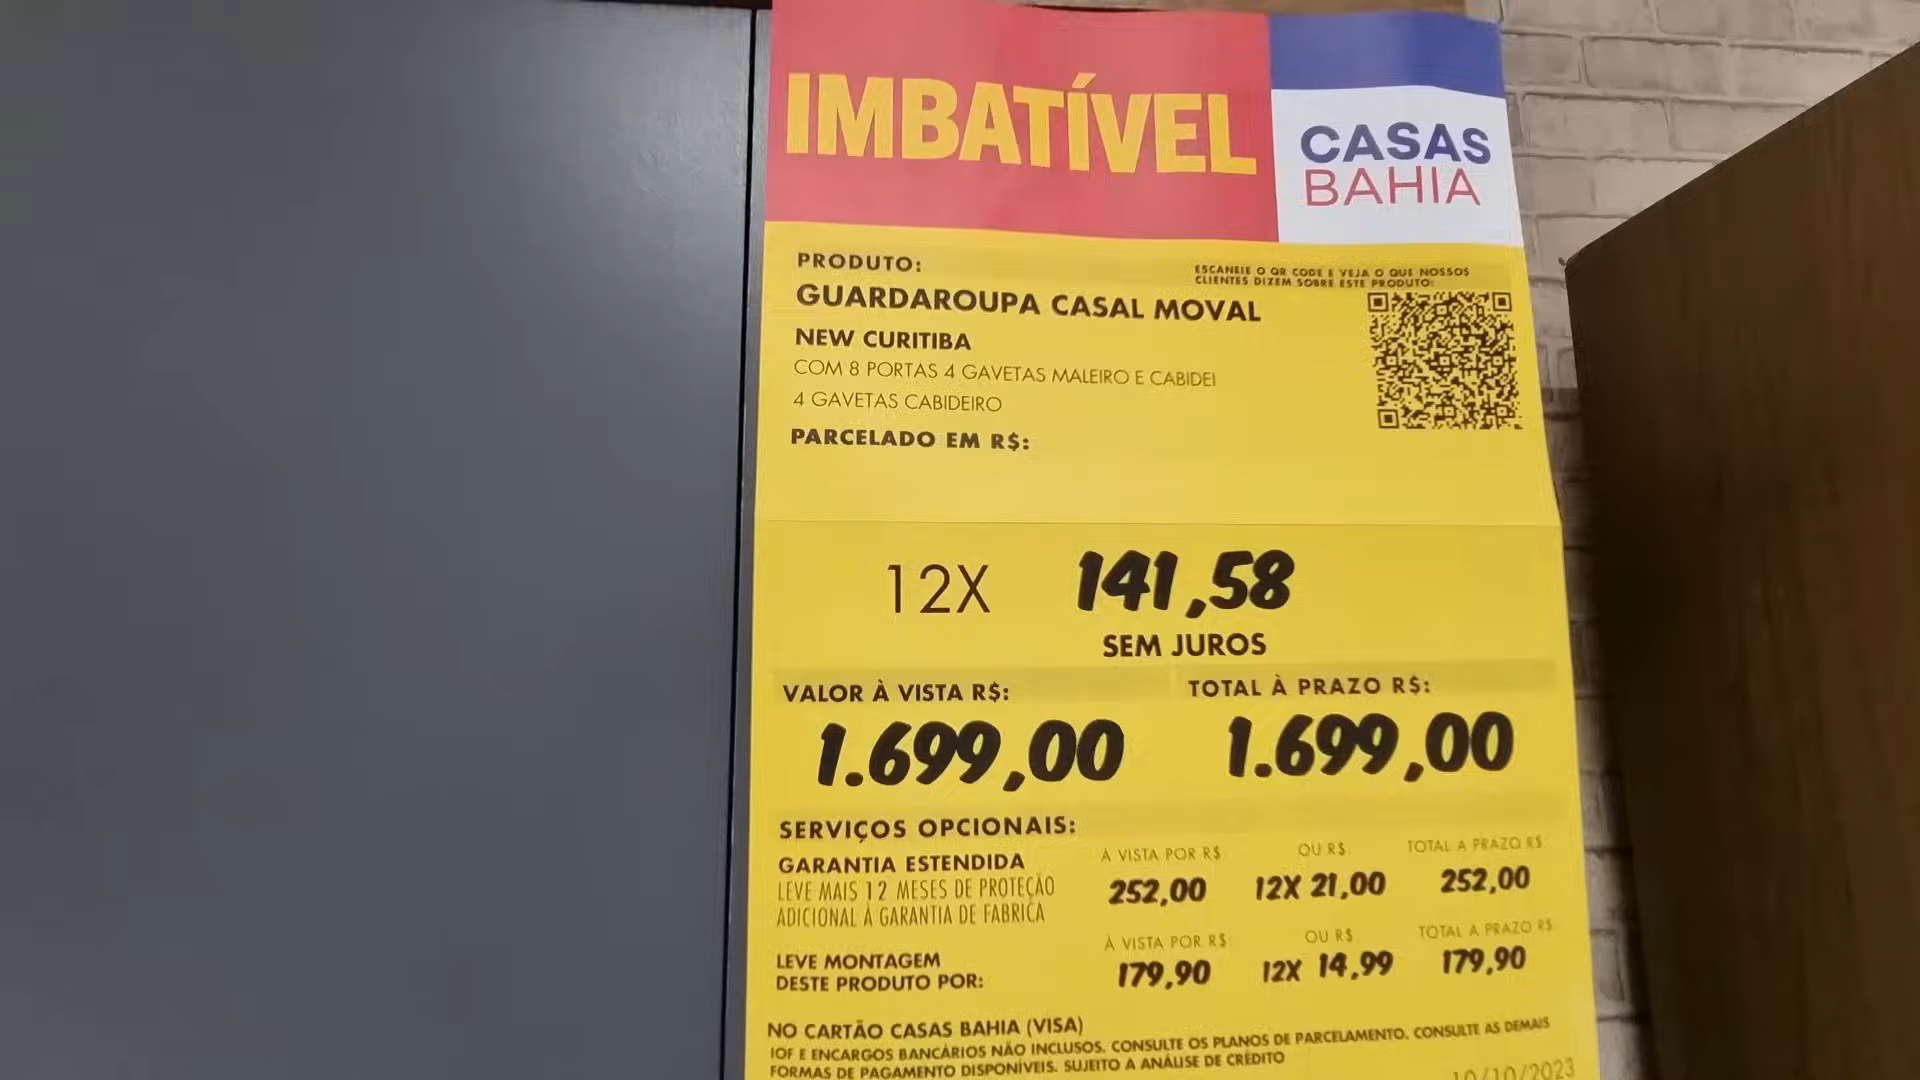 IMBATÍVEL
CASAS
BAHIA
PRODUTO:
ESCANEIE O QR CODE E VEJA O QUE NOSSOS
CLIENTES DIZEM SOBRE ESTE PRODUTO:
GUARDAROUPA CASAL MOVAL
NEW CURITIBA
COM 8 PORTAS 4 GAVETAS MALEIRO E CABIDEI
4 GAVETAS CABIDEIRO
PARCELADO EM R$:
12X 141,58
SEM JUROS
VALOR À VISTA R$: TOTAL À PRAZO R$:
1.699,00 1.699,00
SERVIÇOS OPCIONAIS:
GARANTIA ESTENDIDA
LEVE MAIS 12 MESES DE PROTEÇÃO
ADICIONAL À GARANTIA DE FABRICA
À VISTA POR R$ OU R$ TOTAL A PRAZO R$
252,00 12X 21,00 252,00
LEVE MONTAGEM
DESTE PRODUTO POR:
À VISTA POR R$ OU R$ TOTAL A PRAZO R$
179,90 12X 14,99 179,90
NO CARTÃO CASAS BAHIA (VISA)
IOF E ENCARGOS BANCÁRIOS NÃO INCLUSOS. CONSULTE OS PLANOS DE PARCELAMENTO. CONSULTE AS DEMAIS
FORMAS DE PAGAMENTO DISPONÍVEIS. SUJEITO A ANÁLISE DE CRÉDITO
10/10/2023